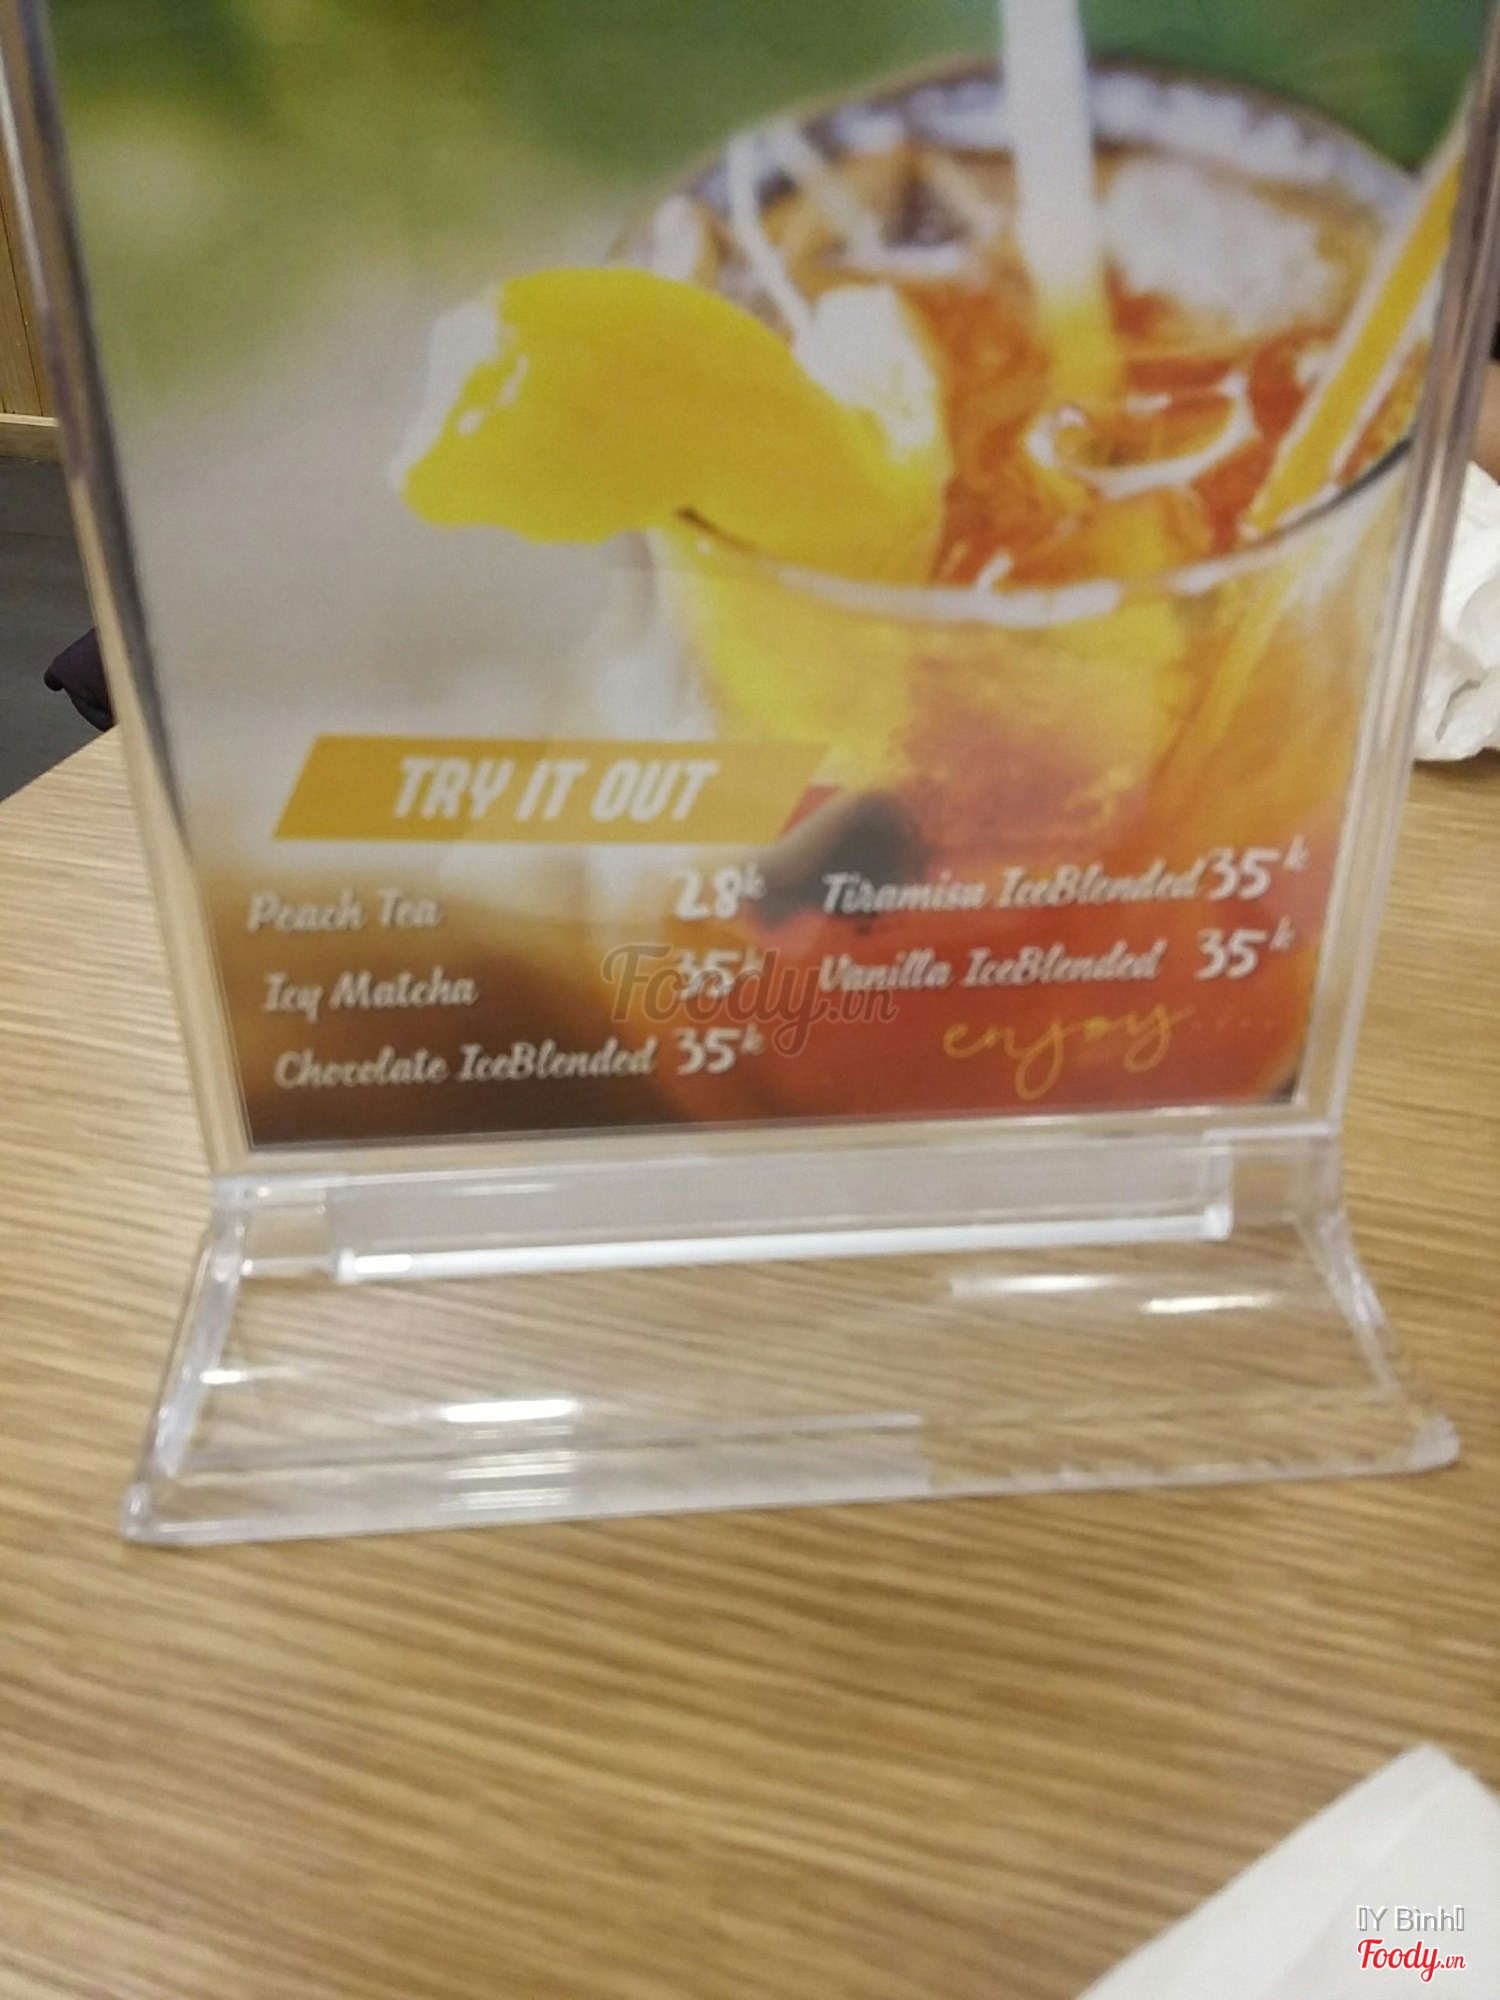 TRY IT OUT
Peach Tea 28k
Icy Matcha 35k
Chocolate IceBlended 35k
Tiramisu IceBlended 35k
Vanilla IceBlended 35k
enjoy....
Foody.vn
Y Bình
Foody.vn